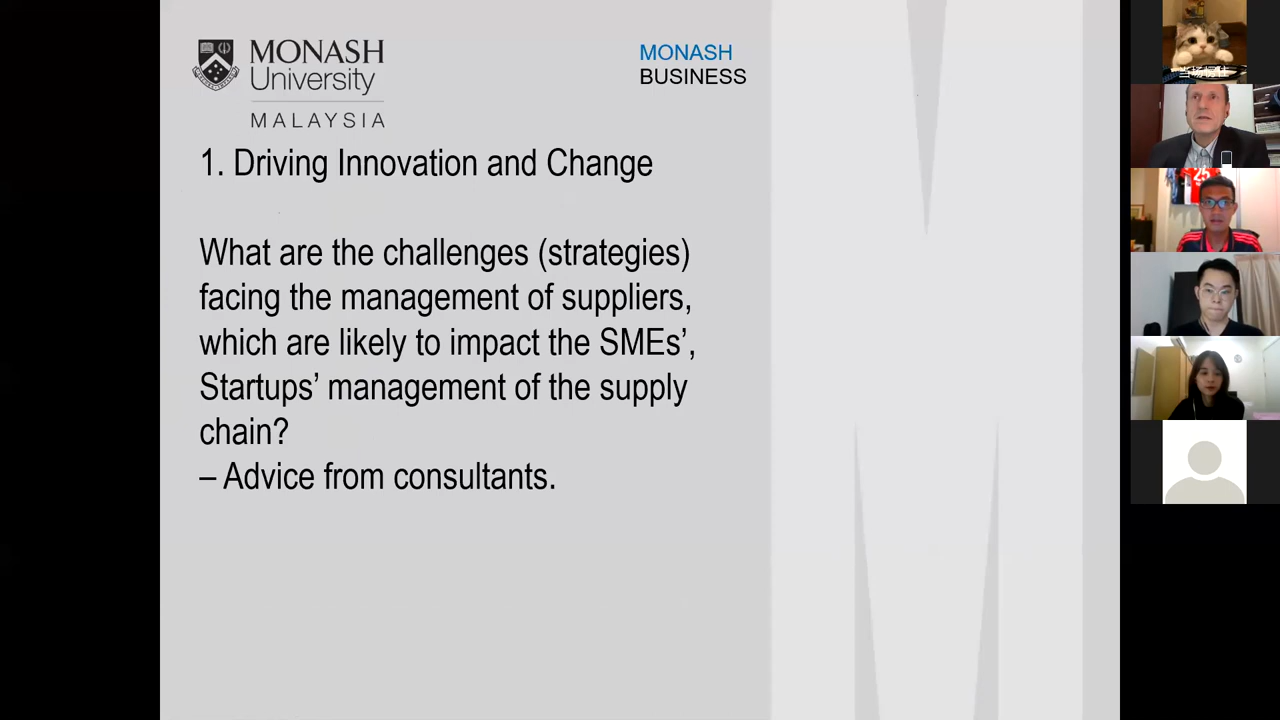 MONASH
University
MALAYSIA
MONASH
BUSINESS
1. Driving Innovation and Change
What are the challenges (strategies)
facing the management of suppliers,
which are likely to impact the SMEs’,
Startups’ management of the supply
chain?
– Advice from consultants.
25